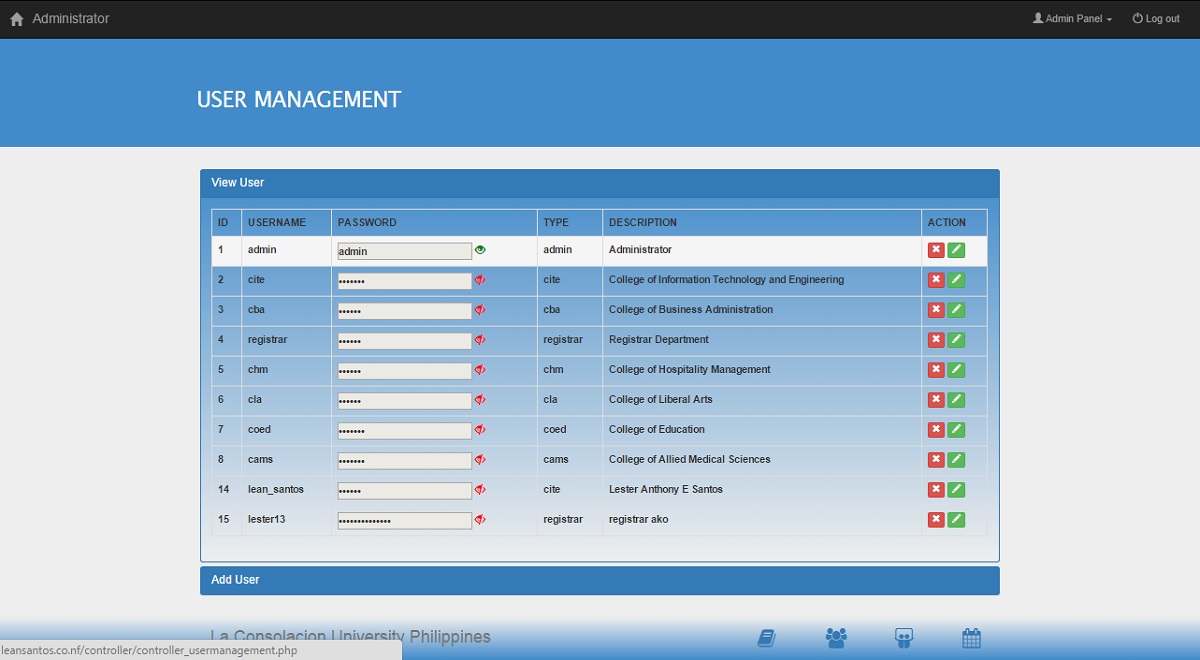 Administrator Admin Panel Log out
USER MANAGEMENT
View User
ID USERNAME PASSWORD TYPE DESCRIPTION ACTION
1 admin admin admin Administrator
2 cite ••••••• cite College of Information Technology and Engineering
3 cba •••••• cba College of Business Administration
4 registrar •••••• registrar Registrar Department
5 chm •••••• chm College of Hospitality Management
6 cla •••••• cla College of Liberal Arts
7 coed ••••••• coed College of Education
8 cams ••••••• cams College of Allied Medical Sciences
14 lean_santos •••••• cite Lester Anthony E Santos
15 lester13 •••••••••••••• registrar registrar ako
Add User
La Consolacion University Philippines
leansantos.co.nf/controller/controller_usermanagement.php